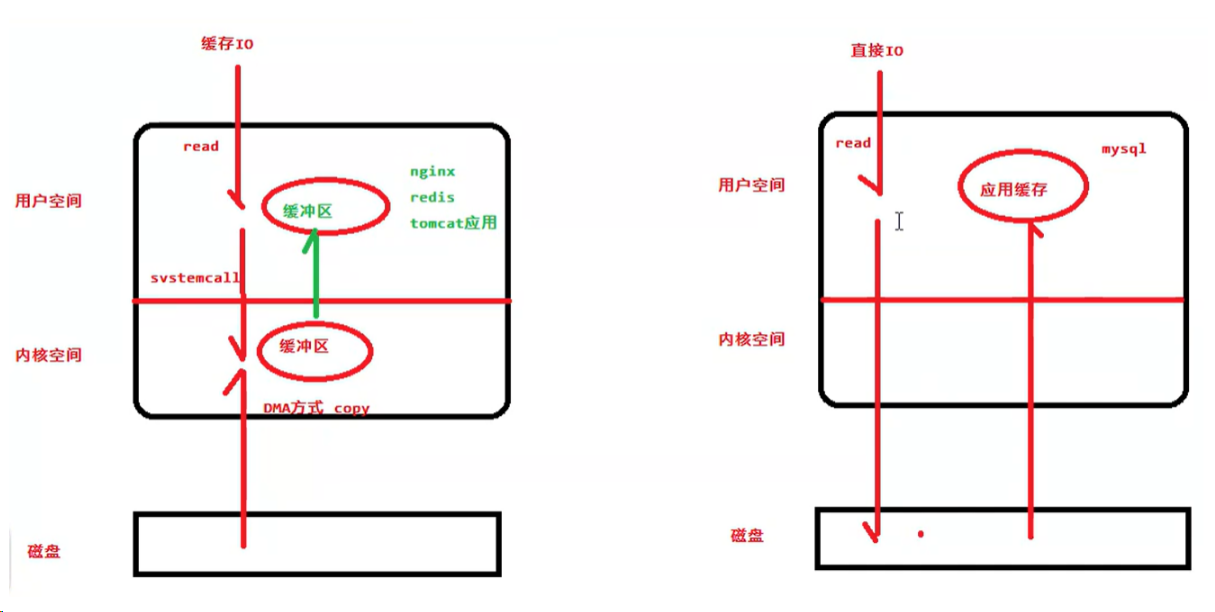 缓存IO
read
nginx
redis
tomcat应用
用户空间
缓冲区
svstemcall
内核空间
缓冲区
DMA方式 copy
磁盘
直接IO
read
mysql
用户空间
应用缓存
内核空间
磁盘